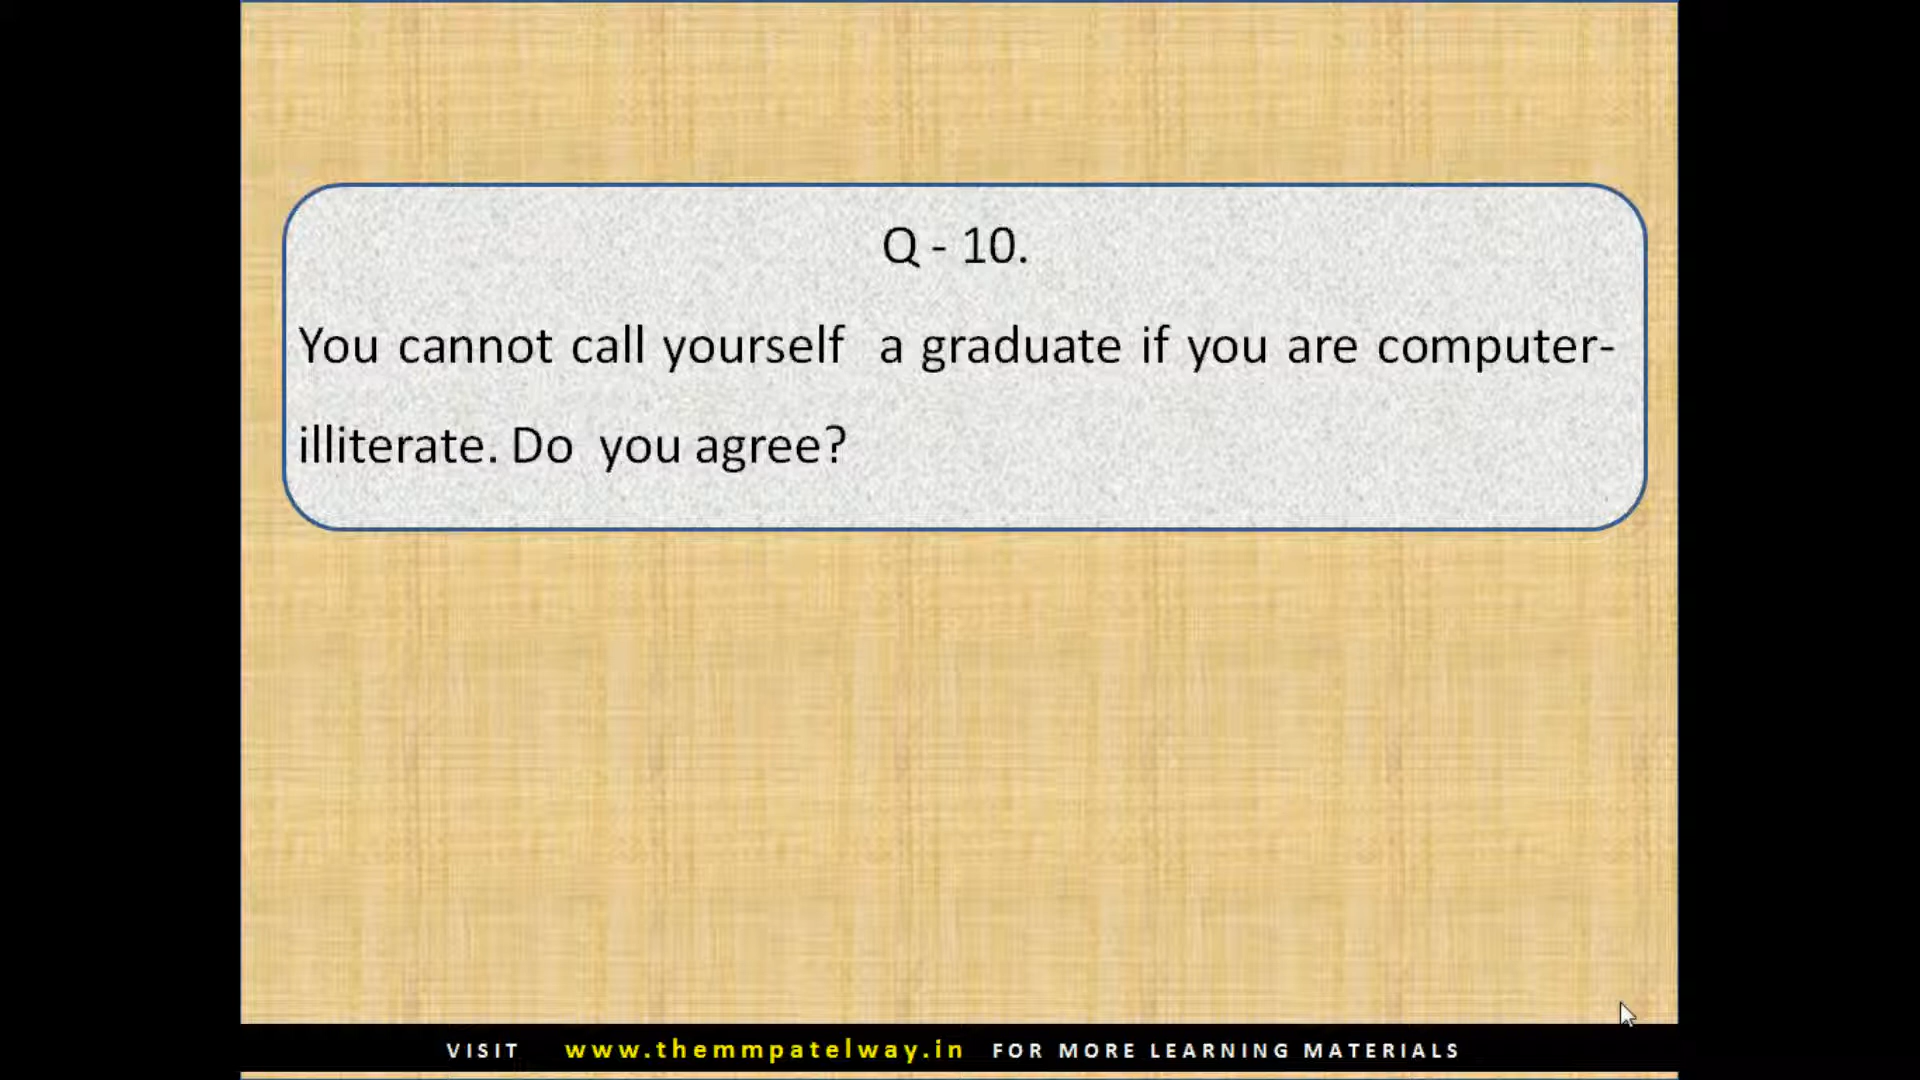 Q - 10.
You cannot call yourself a graduate if you are computer-
illiterate. Do you agree?
VISIT www.themmpatelway.in FOR MORE LEARNING MATERIALS